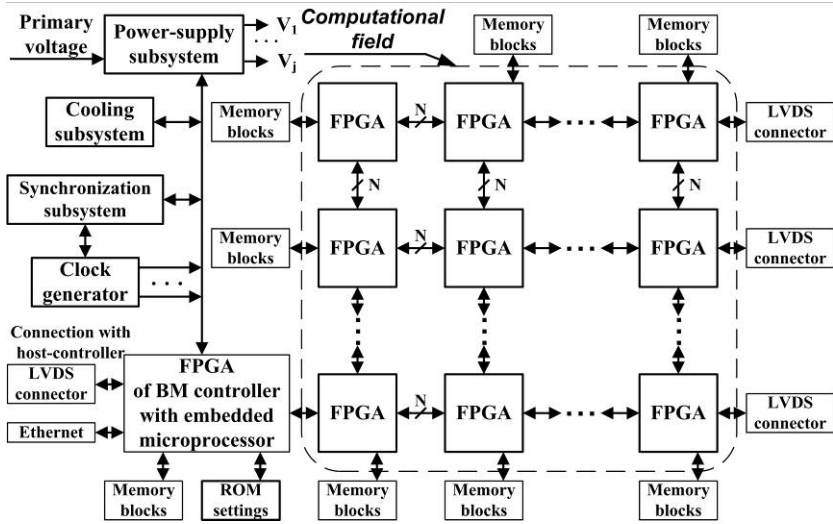 Primary
voltage
Power-supply
subsystem
V1
. . .
Vj
Computational
field
Memory
blocks
Memory
blocks
Cooling
subsystem
Memory
blocks
FPGA
N
FPGA
FPGA
LVDS
connector
N
N
N
Synchronization
subsystem
Memory
blocks
FPGA
N
FPGA
FPGA
LVDS
connector
Clock
generator
. . .
Connection with
host-controller
LVDS
connector
Ethernet
FPGA
of BM controller
with embedded
microprocessor
FPGA
N
FPGA
FPGA
LVDS
connector
Memory
blocks
ROM
settings
Memory
blocks
Memory
blocks
Memory
blocks